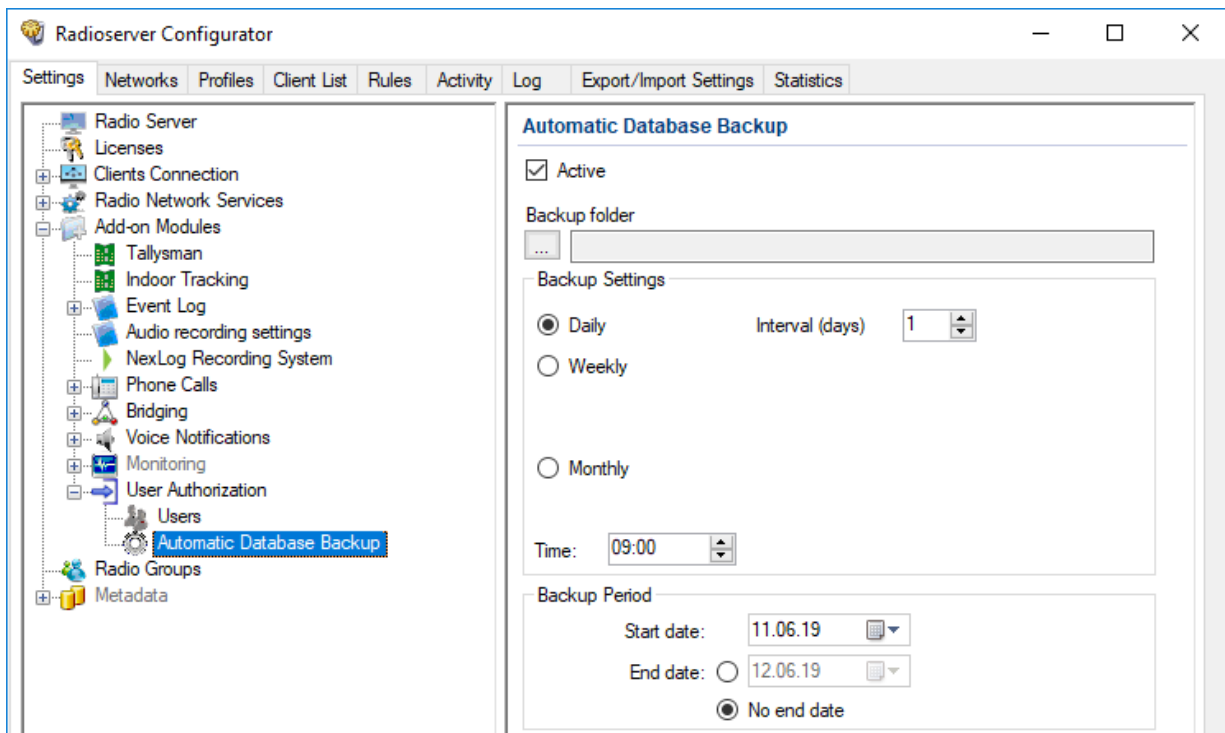 Radioserver Configurator
Settings Networks Profiles Client List Rules Activity Log Export/Import Settings Statistics
Radio Server
Licenses
Clients Connection
Radio Network Services
Add-on Modules
Tallysman
Indoor Tracking
Event Log
Audio recording settings
NexLog Recording System
Phone Calls
Bridging
Voice Notifications
Monitoring
User Authorization
Users
Automatic Database Backup
Radio Groups
Metadata
Automatic Database Backup
Active
Backup folder
...
Backup Settings
Daily Interval (days) 1
Weekly
Monthly
Time: 09:00
Backup Period
Start date: 11.06.19
End date: 12.06.19
No end date